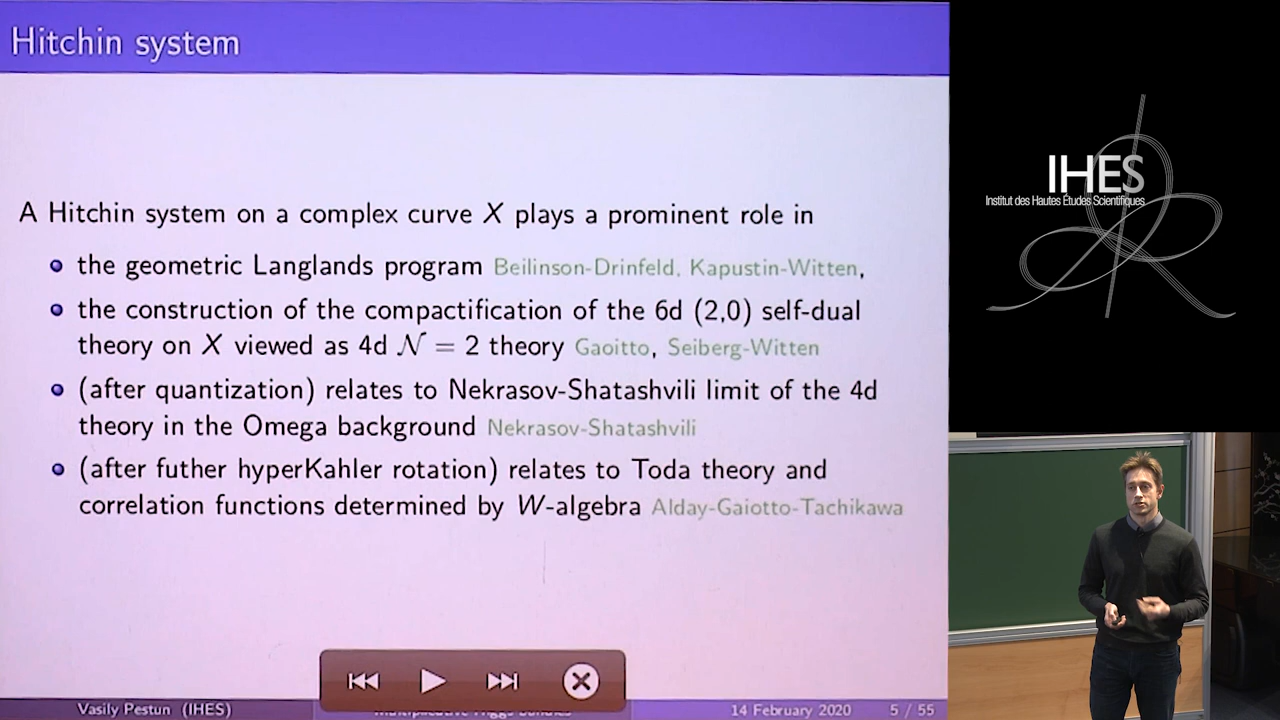 Hitchin system
A Hitchin system on a complex curve X plays a prominent role in
the geometric Langlands program Beilinson-Drinfeld, Kapustin-Witten,
the construction of the compactification of the 6d (2,0) self-dual
theory on X viewed as 4d 𝒩 = 2 theory Gaoitto, Seiberg-Witten
(after quantization) relates to Nekrasov-Shatashvili limit of the 4d
theory in the Omega background Nekrasov-Shatashvili
(after futher hyperKahler rotation) relates to Toda theory and
correlation functions determined by W-algebra Alday-Gaiotto-Tachikawa
Vasily Pestun (IHES)
14 February 2020
5 / 55
IHES
Institut des Hautes Études Scientifiques